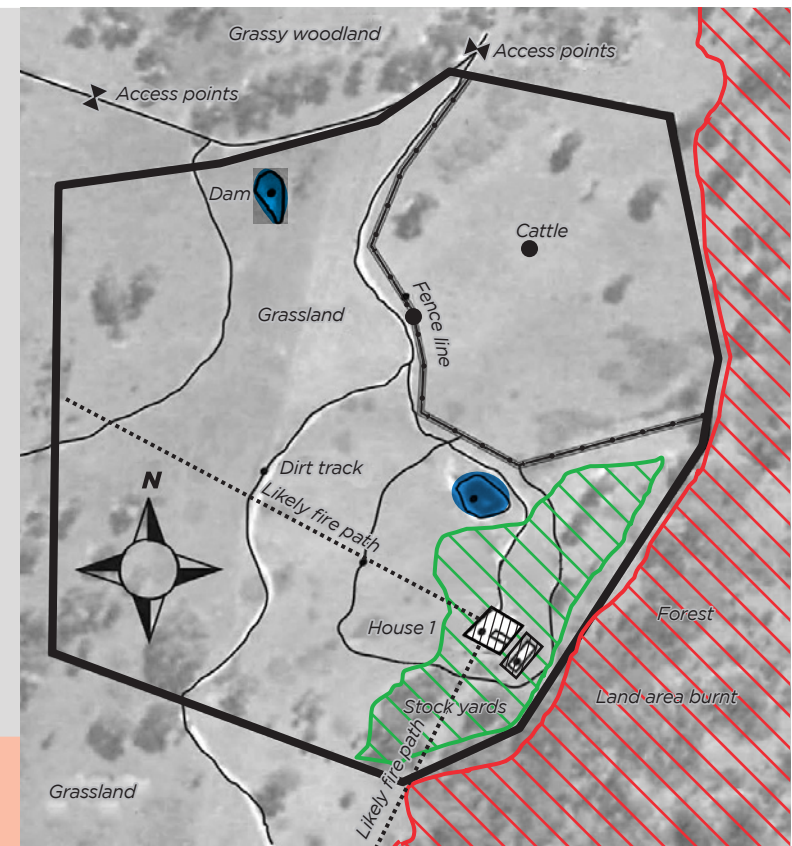 Grassy woodland
Access points
Access points
Dam
Cattle
Fence line
Grassland
Dirt track
N
Likely fire path
House 1
Forest
Land area burnt
Stock yards
Likely fire path
Grassland